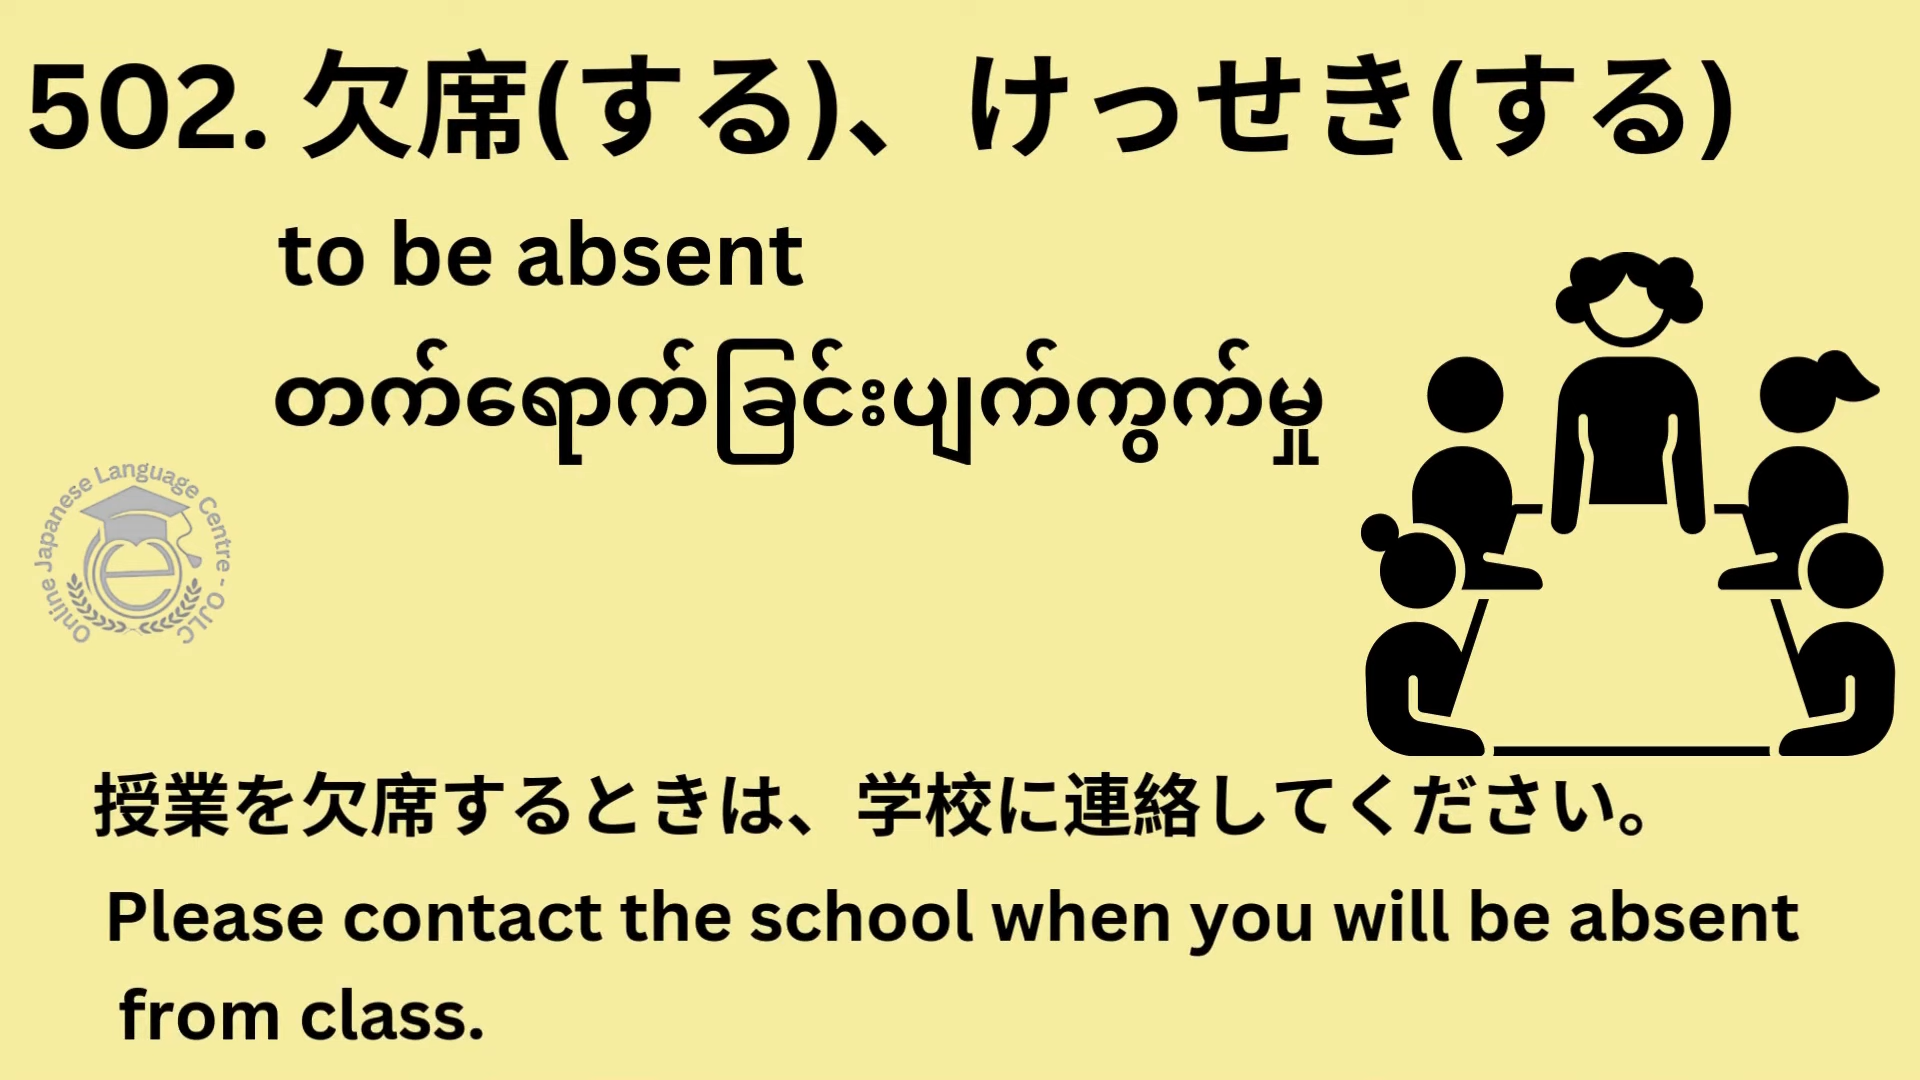 502. 欠席(する)、けっせき(する)
to be absent
တက်ရောက်ခြင်းပျက်ကွက်မှု
Online Japanese Language Centre - OJLC
授業を欠席するときは、学校に連絡してください。
Please contact the school when you will be absent
from class.